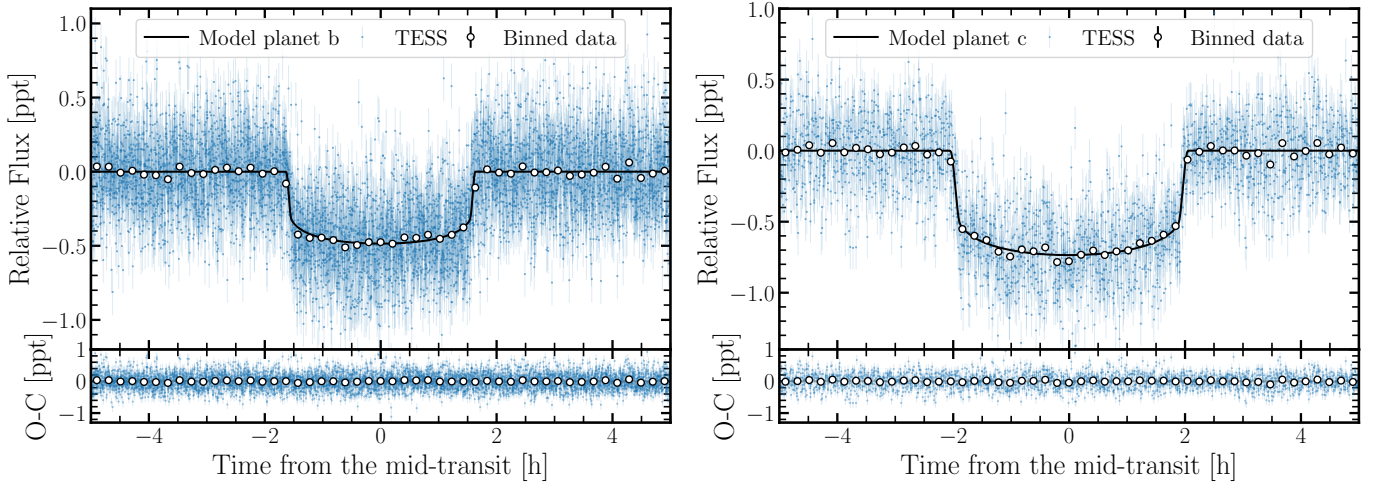 Model planet b TESS Binned data
1.0
0.5
0.0
−0.5
−1.0
Relative Flux [ppt]
1
0
−1
O-C [ppt]
−4 −2 0 2 4
Time from the mid-transit [h]
Model planet c TESS Binned data
1.0
0.5
0.0
−0.5
−1.0
Relative Flux [ppt]
1
0
−1
O-C [ppt]
−4 −2 0 2 4
Time from the mid-transit [h]